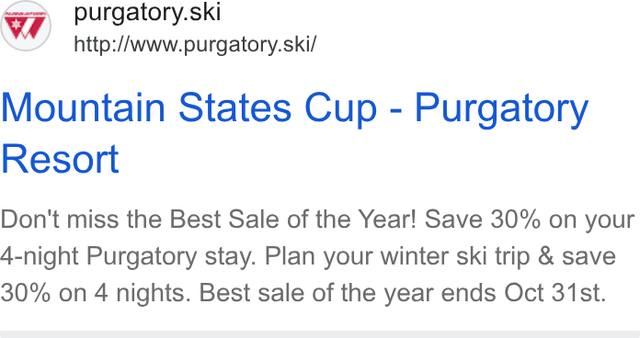 purgatory.ski
http://www.purgatory.ski/
Mountain States Cup - Purgatory
Resort
Don't miss the Best Sale of the Year! Save 30% on your
4-night Purgatory stay. Plan your winter ski trip & save
30% on 4 nights. Best sale of the year ends Oct 31st.